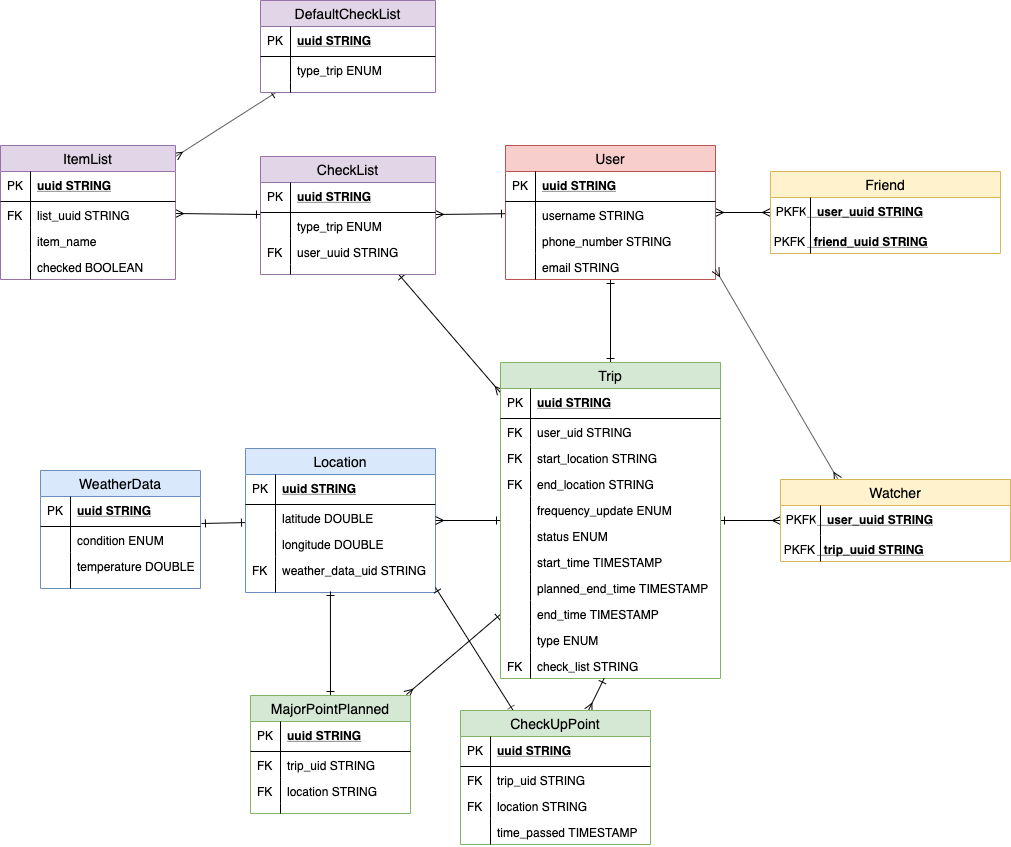 DefaultCheckList
PK uuid STRING
type_trip ENUM
ItemList
PK uuid STRING
FK list_uuid STRING
item_name
checked BOOLEAN
CheckList
PK uuid STRING
type_trip ENUM
FK user_uuid STRING
User
PK uuid STRING
username STRING
phone_number STRING
email STRING
Friend
PKFK user_uuid STRING
PKFK friend_uuid STRING
Trip
PK uuid STRING
FK user_uid STRING
FK start_location STRING
FK end_location STRING
frequency_update ENUM
status ENUM
start_time TIMESTAMP
planned_end_time TIMESTAMP
end_time TIMESTAMP
type ENUM
FK check_list STRING
WeatherData
PK uuid STRING
condition ENUM
temperature DOUBLE
Location
PK uuid STRING
latitude DOUBLE
longitude DOUBLE
FK weather_data_uid STRING
Watcher
PKFK user_uuid STRING
PKFK trip_uuid STRING
MajorPointPlanned
PK uuid STRING
FK trip_uid STRING
FK location STRING
CheckUpPoint
PK uuid STRING
FK trip_uid STRING
FK location STRING
time_passed TIMESTAMP